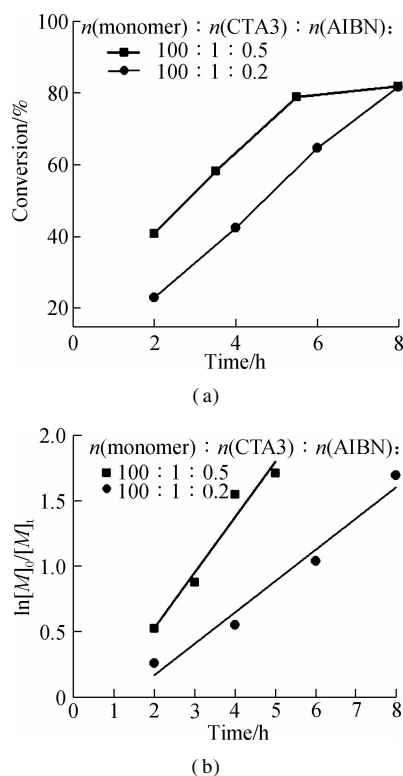 n(monomer)：n(CTA3)：n(AIBN)：
100：1：0.5
100：1：0.2
Conversion/%
80
60
40
20
0 2 4 6 8
Time/h
(a)
n(monomer)：n(CTA3)：n(AIBN)：
100：1：0.5
100：1：0.2
ln[M]₀/[M]t
2.0
1.5
1.0
0.5
0
0 1 2 3 4 5 6 7 8
Time/h
(b)